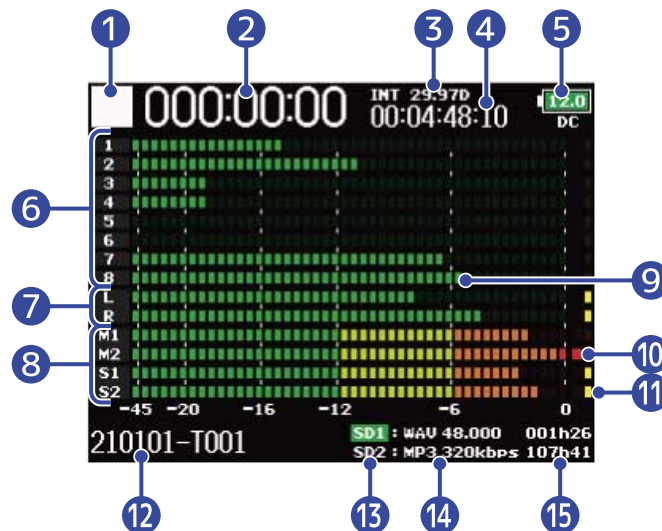 1 2 3 4 5
000:00:00
INT 29.97D
00:04:48:10
12.0
DC
6
1
2
3
4
5
6
7
8
9
7
L
R
8
M1
M2
10
S1
S2
11
-45 -20 -16 -12 -6 0
210101-T001
SD1 : WAV 48.000 001h26
SD2 : MP3 320kbps 107h41
12 13 14 15